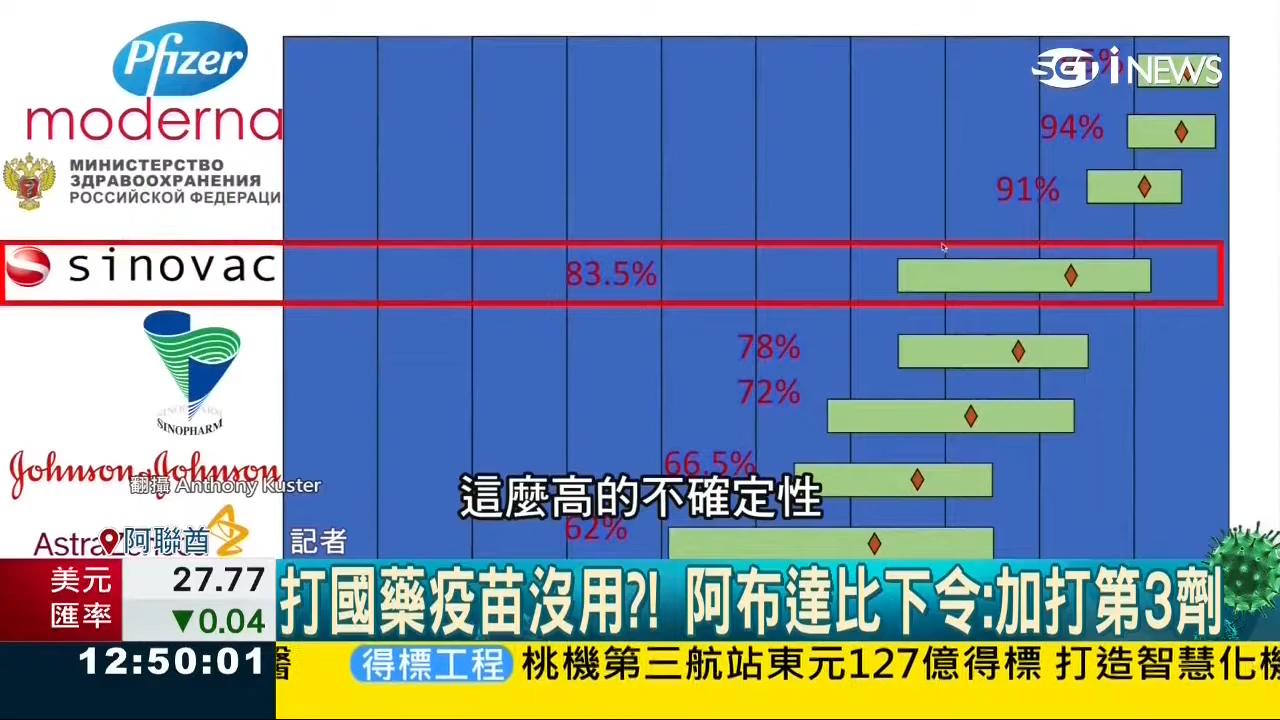 Pfizer
moderna
МИНИСТЕРСТВО
ЗДРАВООХРАНЕНИЯ
РОССИЙСКОЙ ФЕДЕРАЦИ
sinovac
SINOPHARM
Johnson & Johnson
Astra
SET iNEWS
94%
91%
83.5%
78%
72%
66.5%
62%
翻攝 Anthony Kuster
這麼高的不確定性
阿聯酋
記者
美元
匯率
27.77
▼0.04
打國藥疫苗沒用?! 阿布達比下令:加打第3劑
12:50:01
得標工程 桃機第三航站東元127億得標 打造智慧化機